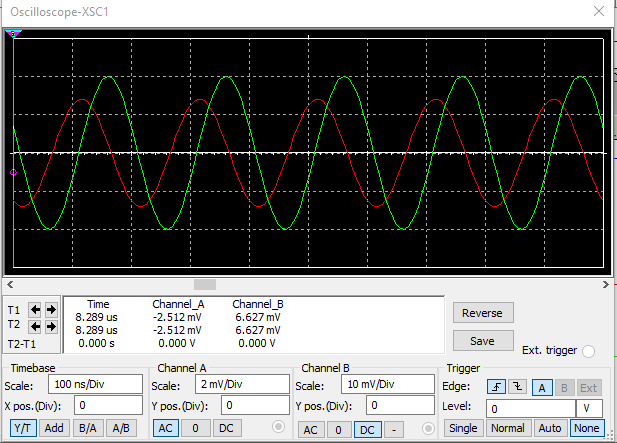 Oscilloscope-XSC1
Time Channel_A Channel_B
T1 8.289 us -2.512 mV 6.627 mV
T2 8.289 us -2.512 mV 6.627 mV
T2-T1 0.000 s 0.000 V 0.000 V
Reverse
Save
Ext. trigger
Timebase
Scale: 100 ns/Div
X pos.(Div): 0
Y/T Add B/A A/B
Channel A
Scale: 2 mV/Div
Y pos.(Div): 0
AC 0 DC
Channel B
Scale: 10 mV/Div
Y pos.(Div): 0
AC 0 DC -
Trigger
Edge: A B Ext
Level: 0 V
Single Normal Auto None